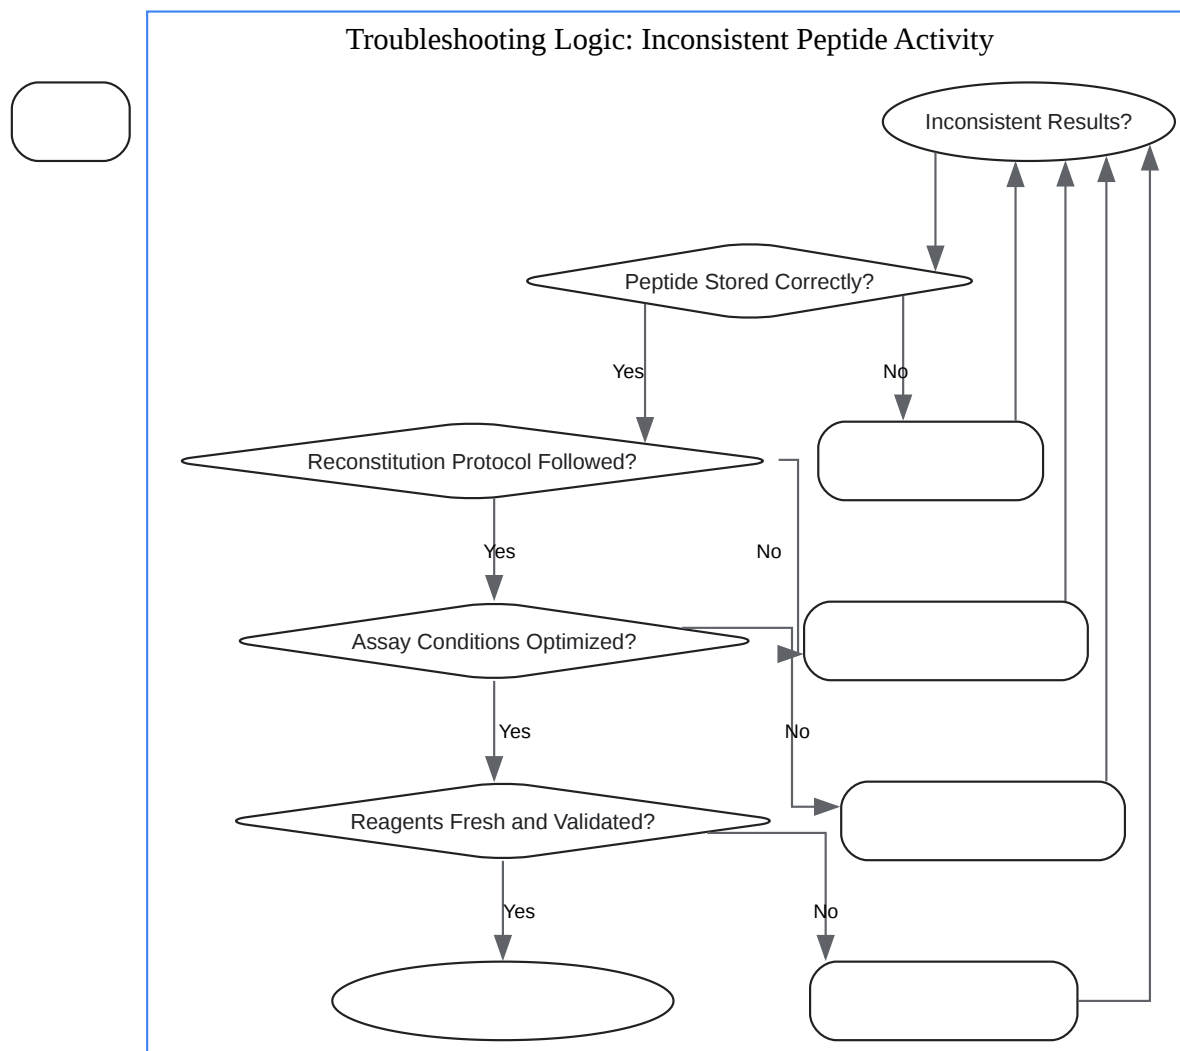 Troubleshooting Logic: Inconsistent Peptide Activity
Inconsistent Results?
Peptide Stored Correctly?
Yes
No
Reconstitution Protocol Followed?
Yes
No
Assay Conditions Optimized?
Yes
No
Reagents Fresh and Validated?
Yes
No